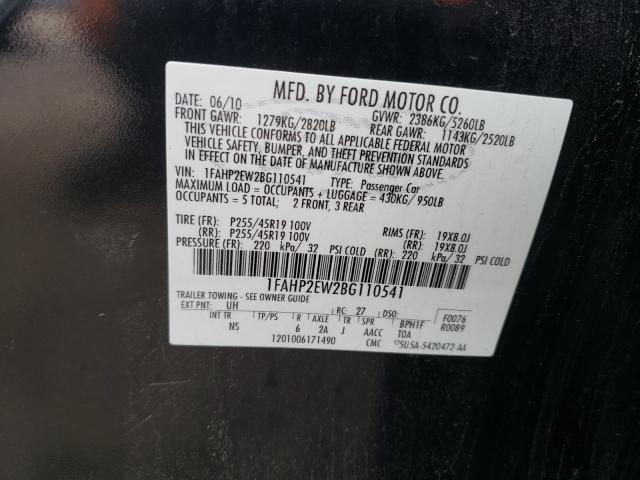 MFD. BY FORD MOTOR CO.
DATE: 06/10 GVWR: 2386KG/5260LB
FRONT GAWR: 1279KG/2820LB REAR GAWR: 1143KG/2520LB
THIS VEHICLE CONFORMS TO ALL APPLICABLE FEDERAL MOTOR
VEHICLE SAFETY, BUMPER, AND THEFT PREVENTION STANDARDS
IN EFFECT ON THE DATE OF MANUFACTURE SHOWN ABOVE.
VIN: 1FAHP2EW2BG110541 TYPE: Passenger Car
MAXIMUM LOAD = OCCUPANTS + LUGGAGE = 430KG/ 950LB
OCCUPANTS = 5 TOTAL; 2 FRONT, 3 REAR
TIRE (FR): P255/45R19 100V RIMS (FR): 19X8.0J
(RR): P255/45R19 100V (RR): 19X8.0J
PRESSURE (FR): 220 kPa/ 32 PSI COLD (RR): 220 kPa/ 32 PSI COLD
1FAHP2EW2BG110541
TRAILER TOWING - SEE OWNER GUIDE
EXT PNT: UH RC: 27 DSO: F0076
INT TR TP/PS R AXLE TR SPR BPH1F R0089
NS 6 2A J AACC TOA
1201006171490 CMC 5U5A-5420472-AA